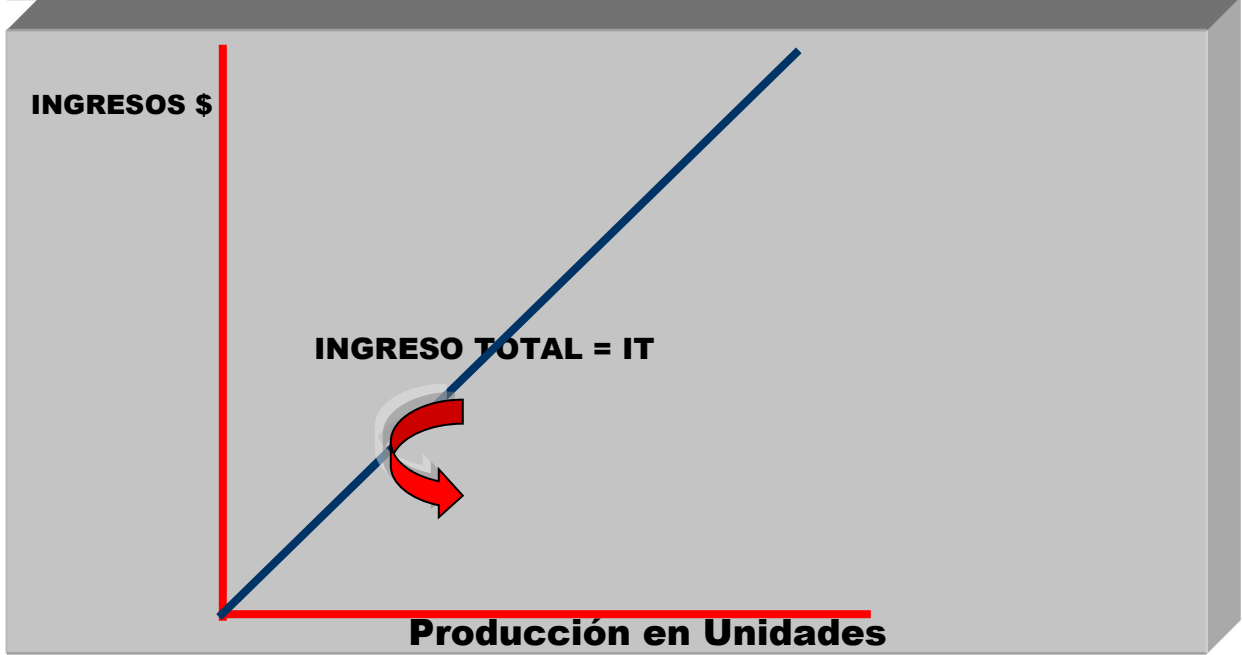 INGRESOS $
INGRESO TOTAL = IT
Producción en Unidades